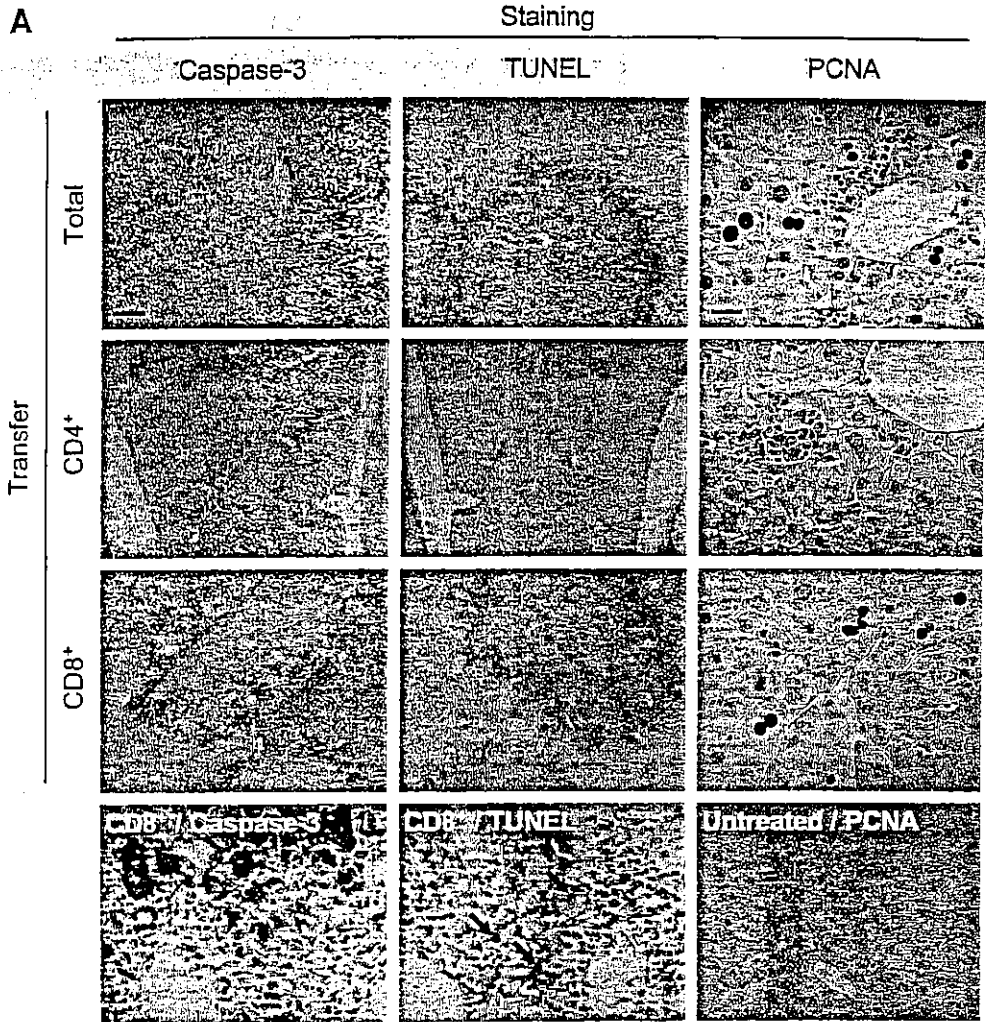 A
Staining
Caspase-3 TUNEL PCNA
Transfer
Total
CD4⁺
CD8⁺
CD8⁻ / Caspase-3 CD8⁻ / TUNEL Untreated / PCNA